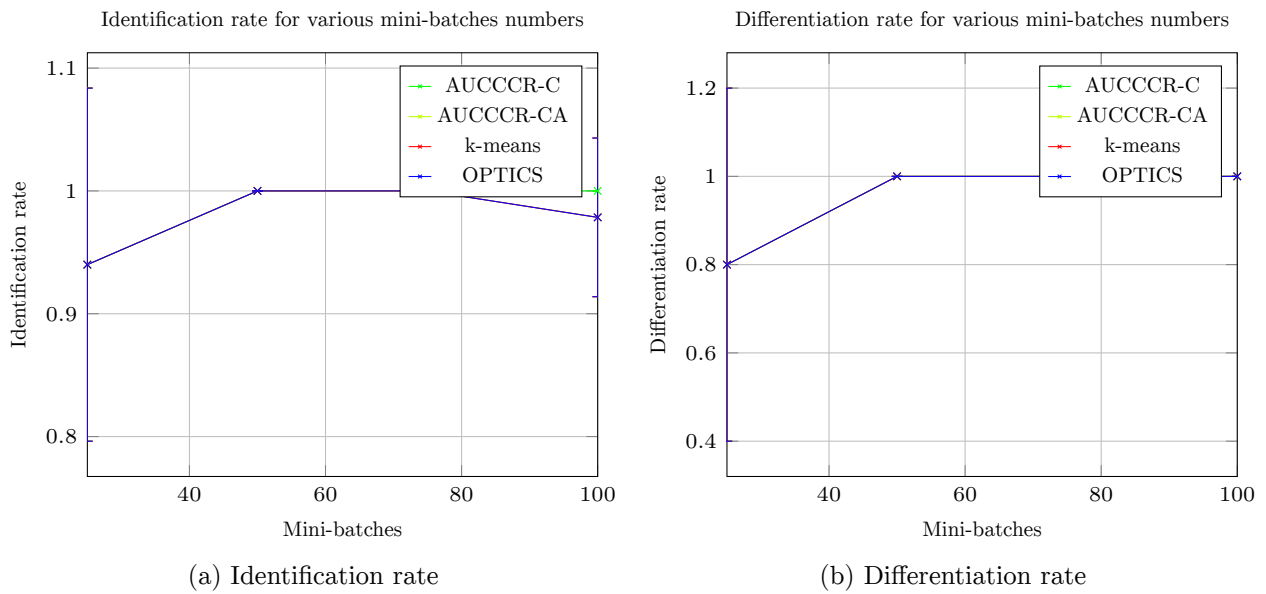 Identification rate for various mini-batches numbers
1.1
1
0.9
0.8
Identification rate
AUCCCR-C
AUCCCR-CA
k-means
OPTICS
40 60 80 100
Mini-batches
(a) Identification rate
Differentiation rate for various mini-batches numbers
1.2
1
0.8
0.6
0.4
Differentiation rate
AUCCCR-C
AUCCCR-CA
k-means
OPTICS
40 60 80 100
Mini-batches
(b) Differentiation rate